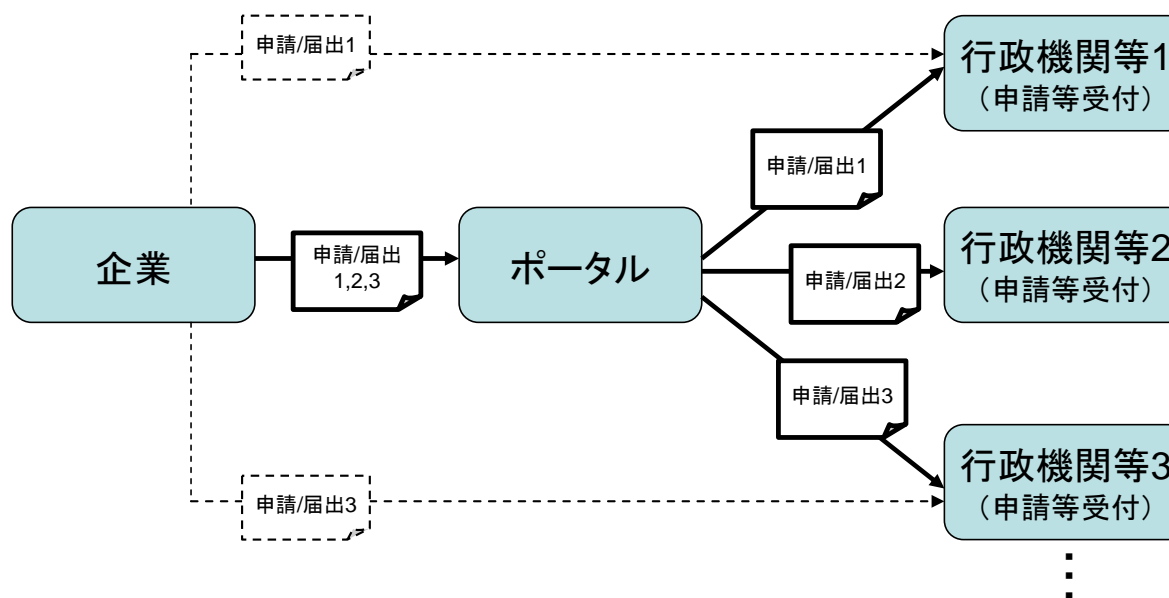 申請/届出1
行政機関等1
（申請等受付）
申請/届出1
企業
申請/届出
1,2,3
ポータル
申請/届出2
行政機関等2
（申請等受付）
申請/届出3
行政機関等3
（申請等受付）
申請/届出3